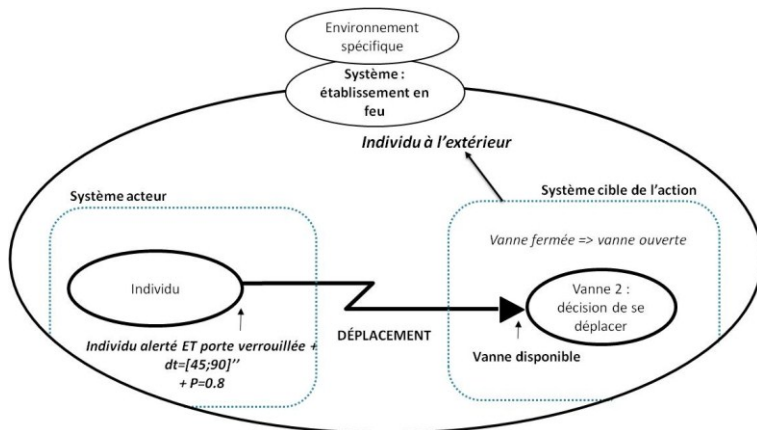 Environnement
spécifique
Système :
établissement en
feu
Individu à l'extérieur
Système acteur
Système cible de l'action
Vanne fermée => vanne ouverte
Individu
Vanne 2 :
décision de se
déplacer
DÉPLACEMENT
Vanne disponible
Individu alerté ET porte verrouillée +
dt=[45;90]''
+ P=0.8